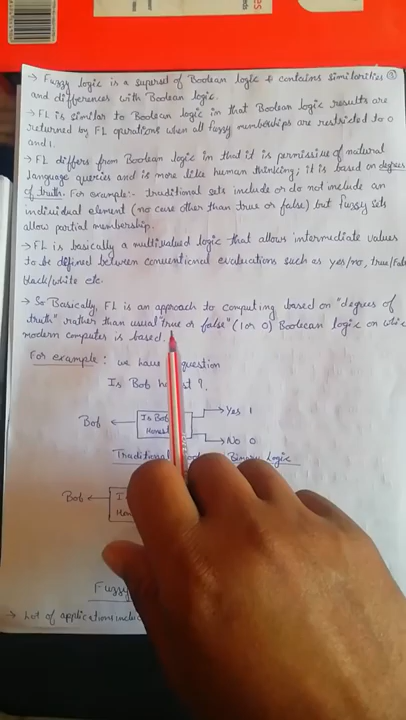 → Fuzzy logic is a superset of Boolean logic & contains similarities
and differences with Boolean logic.
→ FL is similar to Boolean logic in that Boolean logic results are
returned by FL operations when all fuzzy memberships are restricted to 0
and 1.
→ FL differs from Boolean logic in that it is permissive of natural
language queries and is more like human thinking; it is based on degrees
of truth. For example:- traditional sets include or do not include an
individual element (no case other than true or false) but fuzzy sets
allow partial membership.
→ FL is basically a multivalued logic that allows intermediate values
to be defined between conventional evaluations such as yes/no, true/fal
black/white etc.
→ So Basically, FL is an approach to computing based on "degrees of
truth" rather than usual "true or false" (1 or 0) Boolean logic on whic
modern computer is based.
For example: we have question
Is Bob ?
Bob Is Bob Yes 1
Honest
No 0
Traditional Binary Logic
Bob
Fuzz
→ Lot of applications